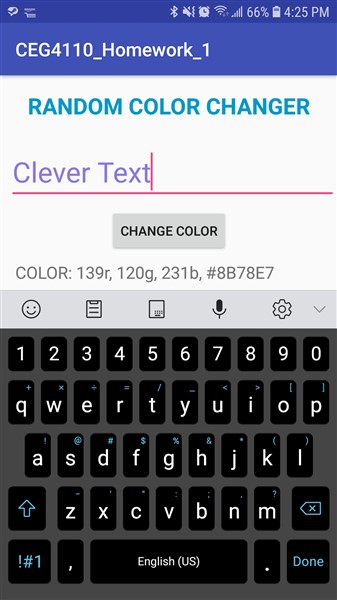 66% 4:25 PM
CEG4110_Homework_1
RANDOM COLOR CHANGER
Clever Text
CHANGE COLOR
COLOR: 139r, 120g, 231b, #8B78E7
1 2 3 4 5 6 7 8 9 0
+ × ÷ = / _ < > [ ]
q w e r t y u i o p
! @ # $ % & * ( )
a s d f g h j k l
- ' " : ; , ?
z x c v b n m
!#1 , English (US) . Done